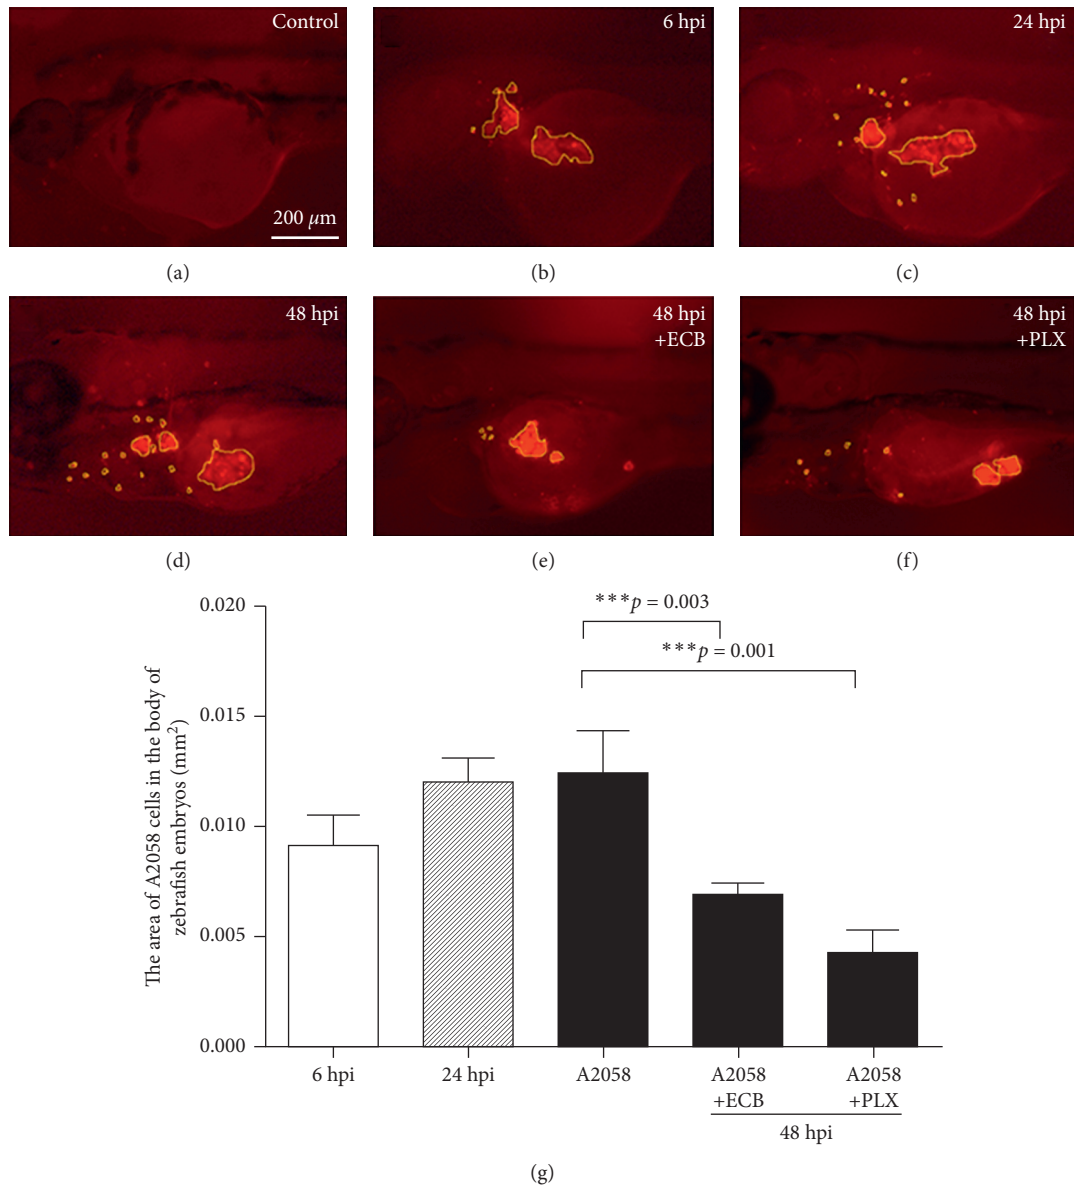 Control
200 μm
(a)
6 hpi
(b)
24 hpi
(c)
48 hpi
(d)
48 hpi
+ECB
(e)
48 hpi
+PLX
(f)
The area of A2058 cells in the body of
zebrafish embryos (mm²)
0.020
0.015
0.010
0.005
0.000
***p = 0.003
***p = 0.001
6 hpi
24 hpi
A2058
A2058
+ECB
A2058
+PLX
48 hpi
(g)